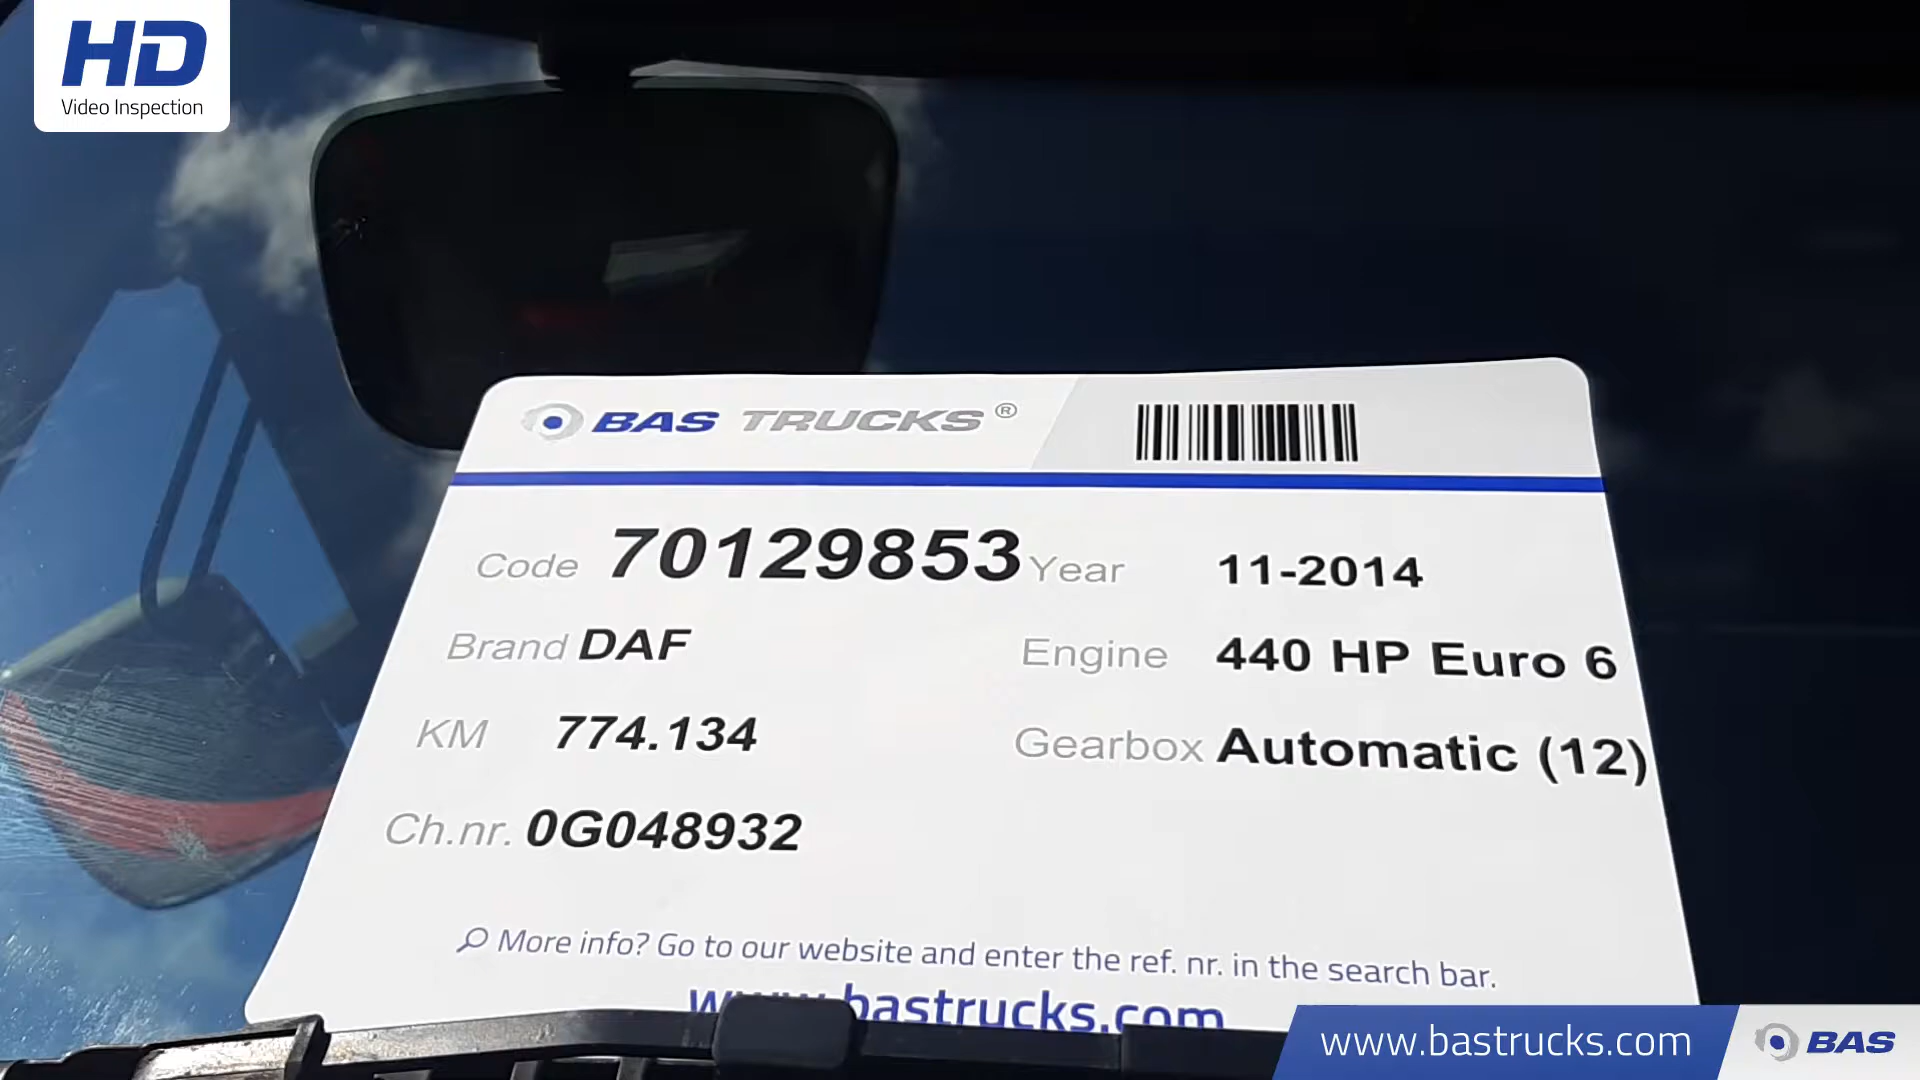 HD
Video Inspection
BAS TRUCKS®
Code 70129853 Year 11-2014
Brand DAF Engine 440 HP Euro 6
KM 774.134 Gearbox Automatic (12)
Ch.nr. 0G048932
More info? Go to our website and enter the ref. nr. in the search bar.
www.bastrucks.com
www.bastrucks.com BAS